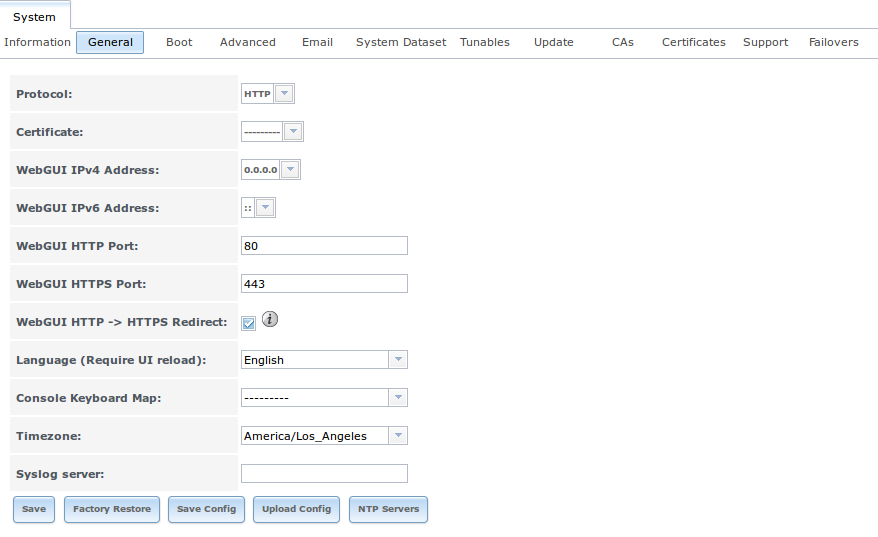 System
Information General Boot Advanced Email System Dataset Tunables Update CAs Certificates Support Failovers
Protocol: HTTP
Certificate: ---------
WebGUI IPv4 Address: 0.0.0.0
WebGUI IPv6 Address: ::
WebGUI HTTP Port: 80
WebGUI HTTPS Port: 443
WebGUI HTTP -> HTTPS Redirect: i
Language (Require UI reload): English
Console Keyboard Map: ---------
Timezone: America/Los_Angeles
Syslog server:
Save Factory Restore Save Config Upload Config NTP Servers